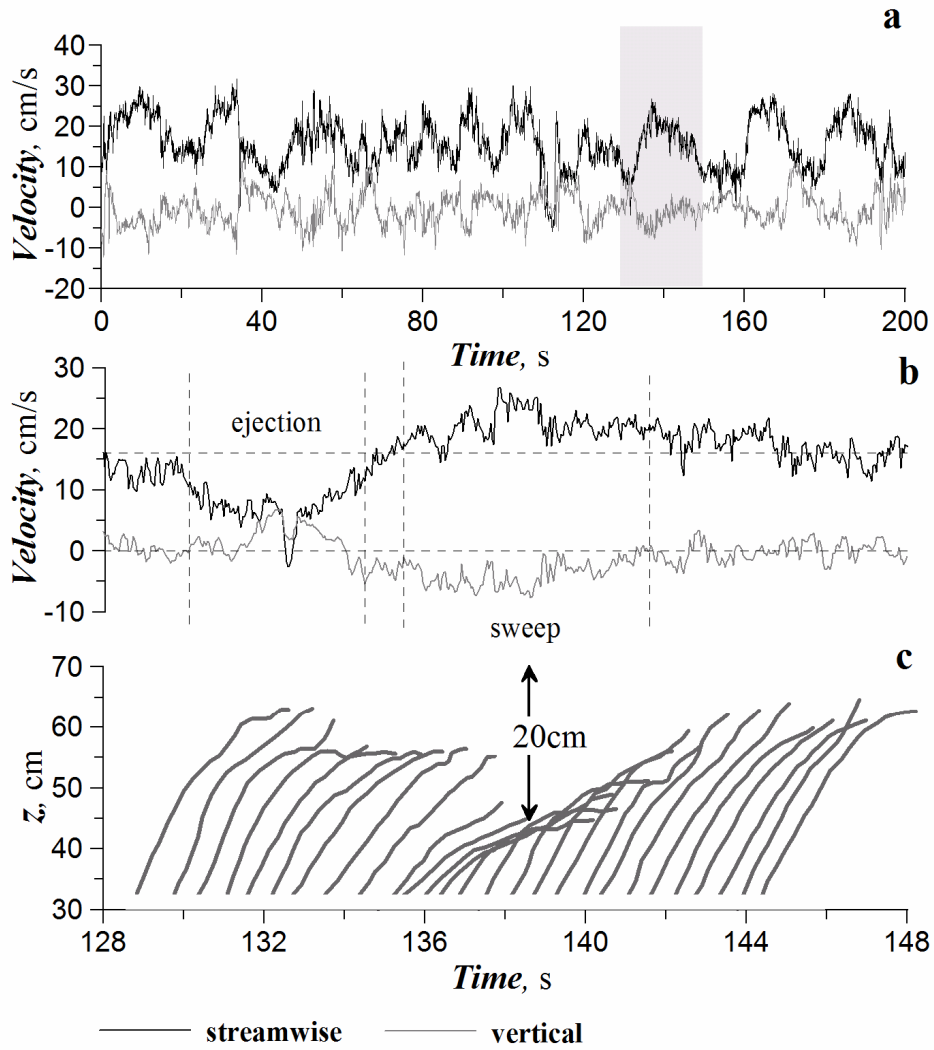 a
40
30
20
10
0
-10
-20
Velocity, cm/s
0 40 80 120 160 200
Time, s
b
30
20
10
0
-10
Velocity, cm/s
ejection
sweep
c
70
60
50
40
30
z, cm
20cm
128 132 136 140 144 148
Time, s
streamwise vertical